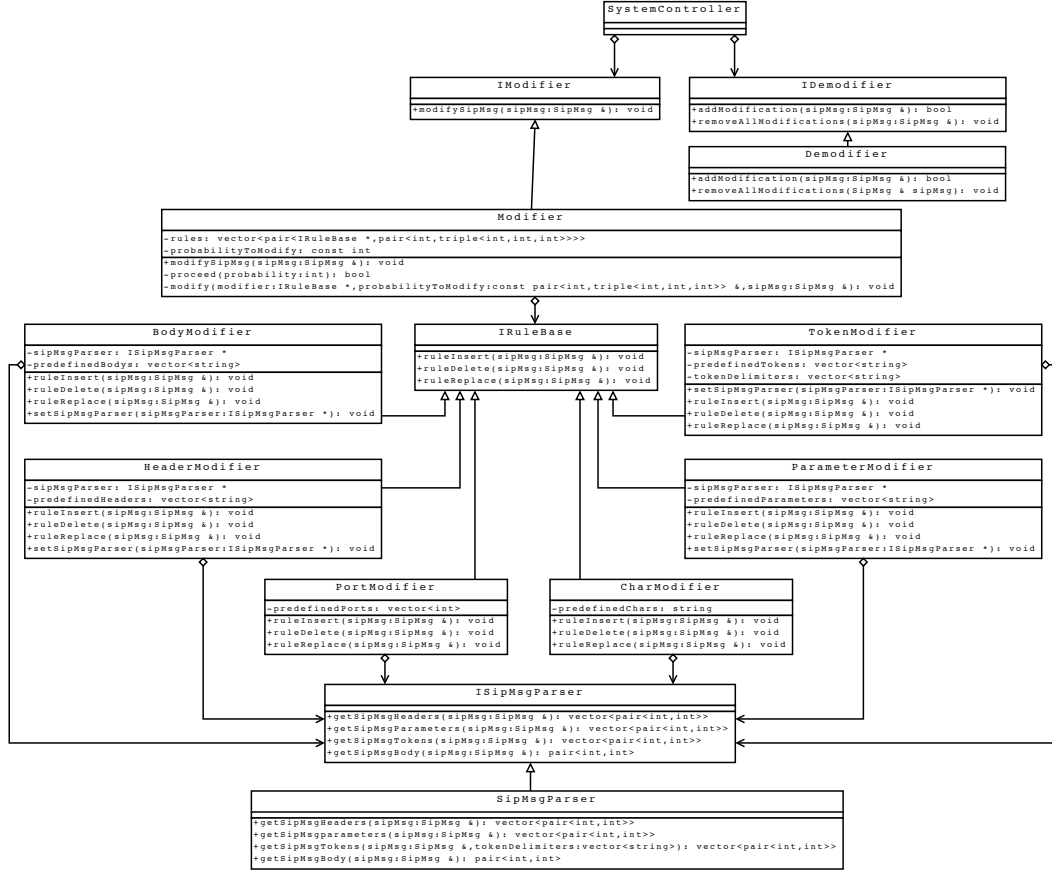 SystemController
IModifier
+modifySipMsg(sipMsg:SipMsg &): void
IDemodifier
+addModification(sipMsg:SipMsg &): bool
+removeAllModifications(sipMsg:SipMsg &): void
Demodifier
+addModification(sipMsg:SipMsg &): bool
+removeAllModifications(SipMsg & sipMsg): void
Modifier
-rules: vector<pair<IRuleBase *,pair<int,triple<int,int,int>>>>
-probabilityToModify: const int
+modifySipMsg(sipMsg:SipMsg &): void
-proceed(probability:int): bool
-modify(modifier:IRuleBase *,probabilityToModify:const pair<int,triple<int,int,int>> &,sipMsg:SipMsg &): void
BodyModifier
-sipMsgParser: ISipMsgParser *
-predefinedBodys: vector<string>
+ruleInsert(sipMsg:SipMsg &): void
+ruleDelete(sipMsg:SipMsg &): void
+ruleReplace(sipMsg:SipMsg &): void
+setSipMsgParser(sipMsgParser:ISipMsgParser *): void
IRuleBase
+ruleInsert(sipMsg:SipMsg &): void
+ruleDelete(sipMsg:SipMsg &): void
+ruleReplace(sipMsg:SipMsg &): void
TokenModifier
-sipMsgParser: ISipMsgParser *
-predefinedTokens: vector<string>
-tokenDelimiters: vector<string>
+setSipMsgParser(sipMsgParser:ISipMsgParser *): void
+ruleInsert(sipMsg:SipMsg &): void
+ruleDelete(sipMsg:SipMsg &): void
+ruleReplace(sipMsg:SipMsg &): void
HeaderModifier
-sipMsgParser: ISipMsgParser *
-predefinedHeaders: vector<string>
+ruleInsert(sipMsg:SipMsg &): void
+ruleDelete(sipMsg:SipMsg &): void
+ruleReplace(sipMsg:SipMsg &): void
+setSipMsgParser(sipMsgParser:ISipMsgParser *): void
ParameterModifier
-sipMsgParser: ISipMsgParser *
-predefinedParameters: vector<string>
+ruleInsert(sipMsg:SipMsg &): void
+ruleDelete(sipMsg:SipMsg &): void
+ruleReplace(sipMsg:SipMsg &): void
+setSipMsgParser(sipMsgParser:ISipMsgParser *): void
PortModifier
-predefinedPorts: vector<int>
+ruleInsert(sipMsg:SipMsg &): void
+ruleDelete(sipMsg:SipMsg &): void
+ruleReplace(sipMsg:SipMsg &): void
CharModifier
-predefinedChars: string
+ruleInsert(sipMsg:SipMsg &): void
+ruleDelete(sipMsg:SipMsg &): void
+ruleReplace(sipMsg:SipMsg &): void
ISipMsgParser
+getSipMsgHeaders(sipMsg:SipMsg &): vector<pair<int,int>>
+getSipMsgParameters(sipMsg:SipMsg &): vector<pair<int,int>>
+getSipMsgTokens(sipMsg:SipMsg &): vector<pair<int,int>>
+getSipMsgBody(sipMsg:SipMsg &): pair<int,int>
SipMsgParser
+getSipMsgHeaders(sipMsg:SipMsg &): vector<pair<int,int>>
+getSipMsgparameters(sipMsg:SipMsg &): vector<pair<int,int>>
+getSipMsgTokens(sipMsg:SipMsg &,tokenDelimiters:vector<string>): vector<pair<int,int>>
+getSipMsgBody(sipMsg:SipMsg &): pair<int,int>